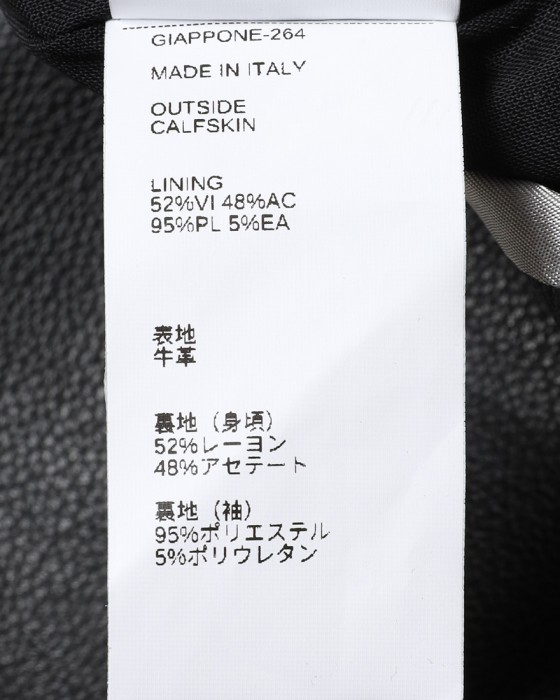 GIAPPONE-264
MADE IN ITALY
OUTSIDE
CALFSKIN
LINING
52%VI 48%AC
95%PL 5%EA
表地
牛革
裏地（身頃）
52%レーヨン
48%アセテート
裏地（袖）
95%ポリエステル
5%ポリウレタン